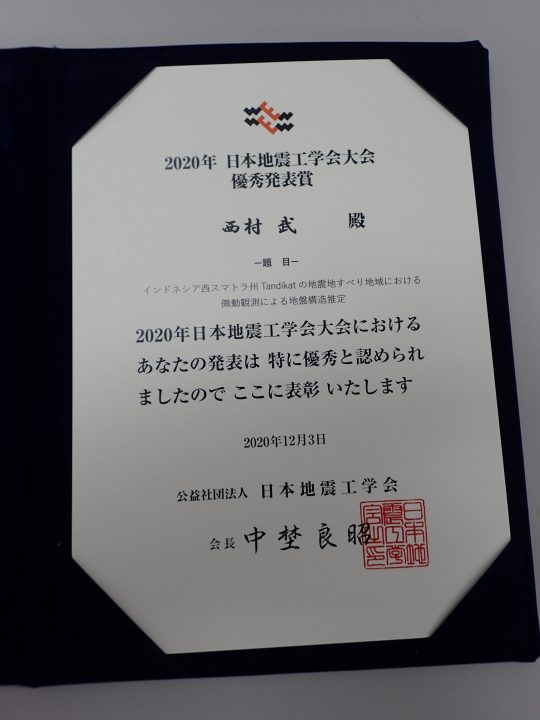 2020年 日本地震工学会大会
優秀発表賞
西村 武 殿
−題 目−
インドネシア西スマトラ州 Tandikat の地震地すべり地域における
微動観測による地盤構造推定
2020年日本地震工学会大会における
あなたの発表は 特に優秀と認められ
ましたので ここに表彰 いたします
2020年12月3日
公益社団法人 日本地震工学会
会長 中埜良昭